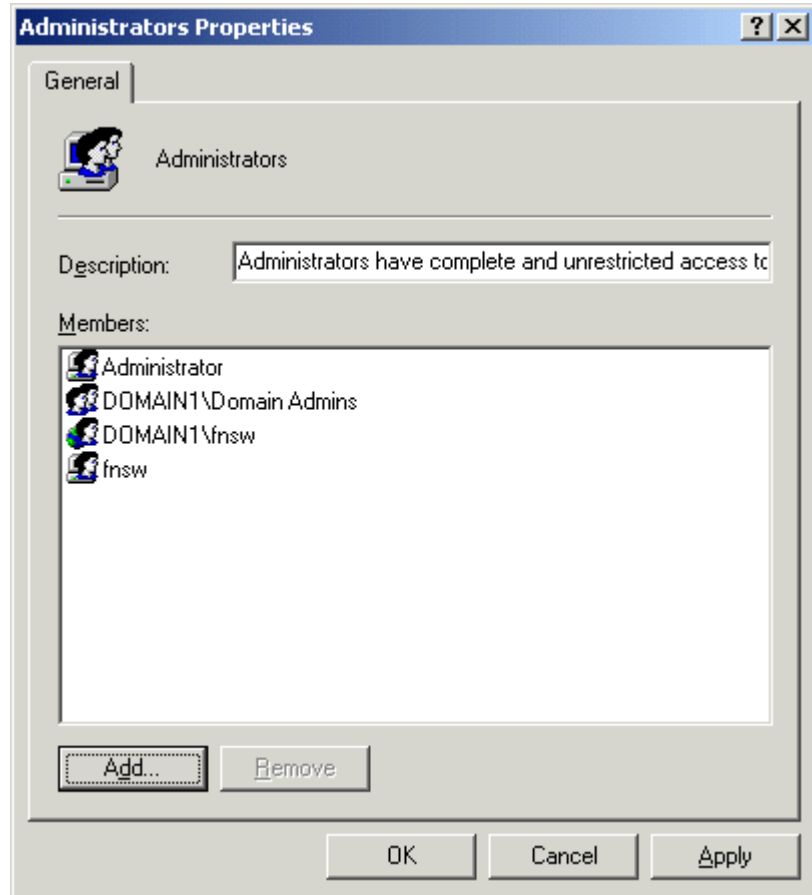 Administrators Properties
General
Administrators
Description: Administrators have complete and unrestricted access to
Members:
Administrator
DOMAIN1\Domain Admins
DOMAIN1\fnsw
fnsw
Add... Remove
OK Cancel Apply